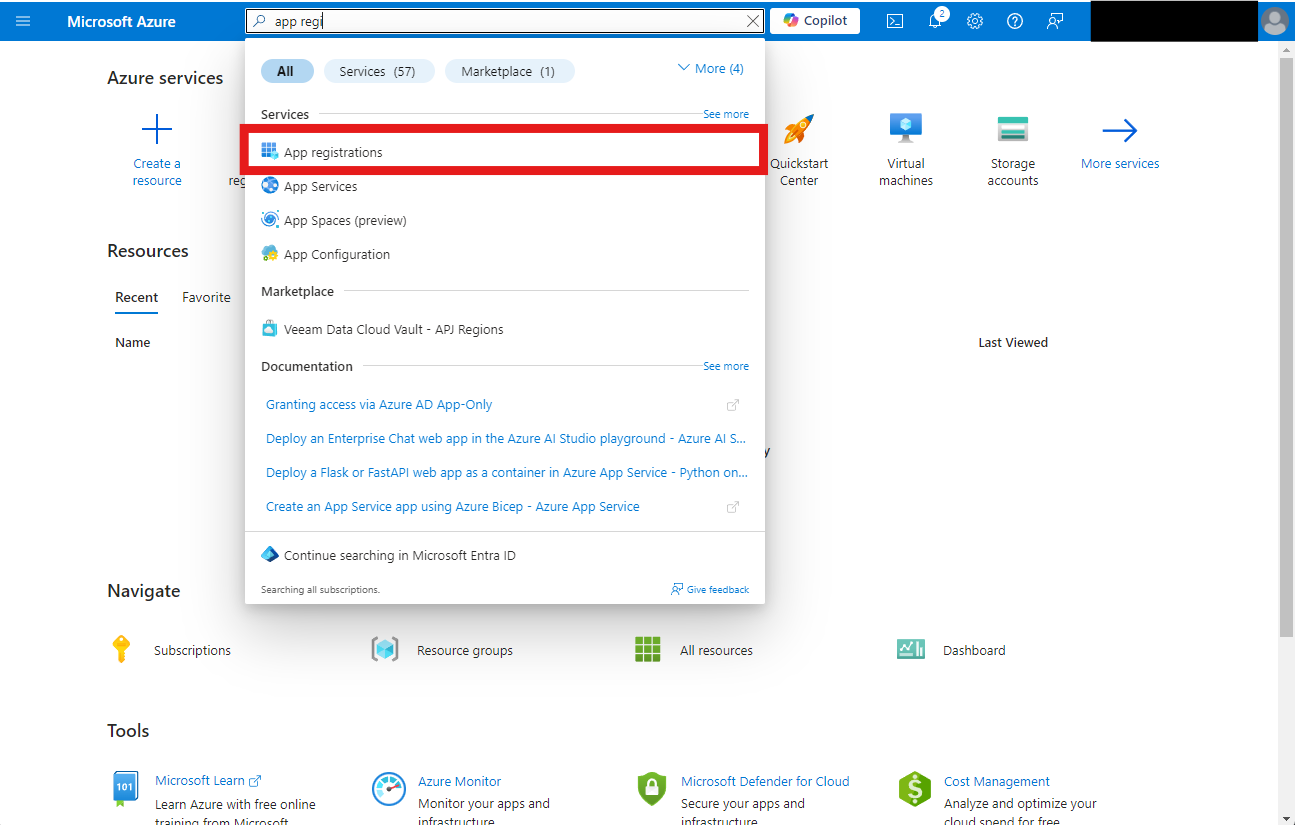 Microsoft Azure
app regi
Copilot
2
Azure services
All
Services (57)
Marketplace (1)
More (4)
Services
See more
App registrations
App Services
App Spaces (preview)
App Configuration
Marketplace
Veeam Data Cloud Vault - APJ Regions
Documentation
See more
Granting access via Azure AD App-Only
Deploy an Enterprise Chat web app in the Azure AI Studio playground - Azure AI S...
Deploy a Flask or FastAPI web app as a container in Azure App Service - Python on...
Create an App Service app using Azure Bicep - Azure App Service
Continue searching in Microsoft Entra ID
Searching all subscriptions.
Give feedback
Create a
resource
Quickstart
Center
Virtual
machines
Storage
accounts
More services
Resources
Recent
Favorite
Name
Last Viewed
Navigate
Subscriptions
Resource groups
All resources
Dashboard
Tools
101
Microsoft Learn
Learn Azure with free online
training from Microsoft
Azure Monitor
Monitor your apps and
infrastructure
Microsoft Defender for Cloud
Secure your apps and
infrastructure
Cost Management
Analyze and optimize your
cloud spend for free